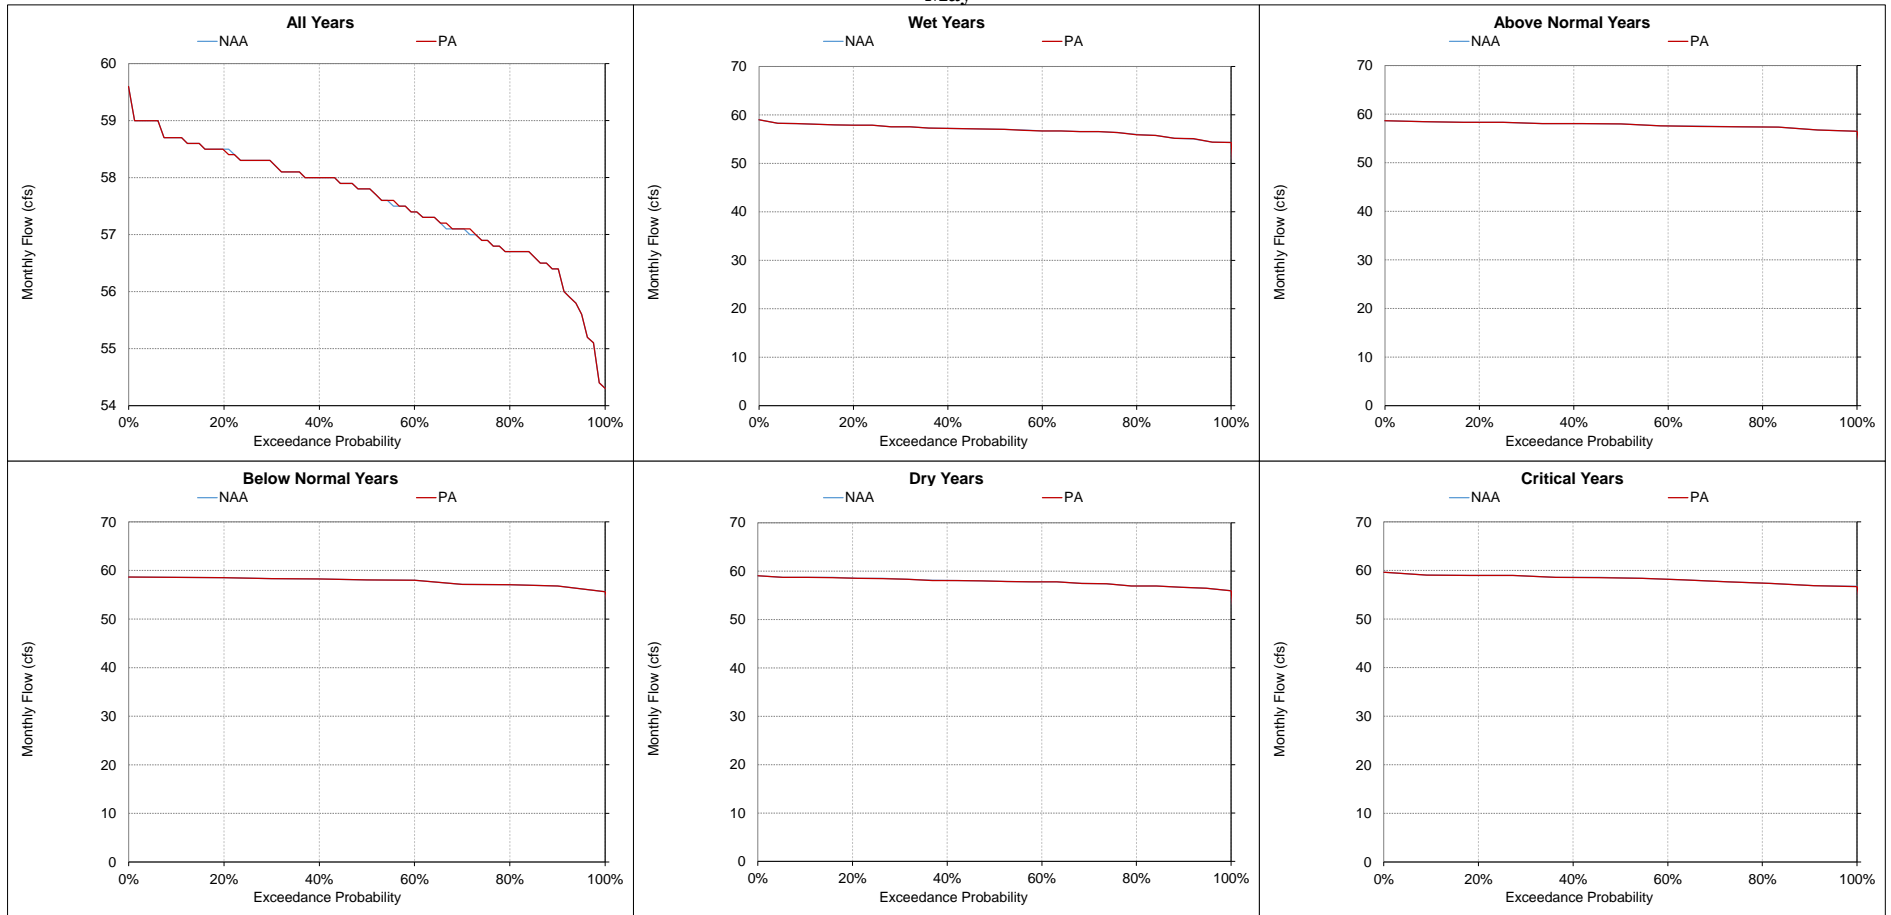 All Years
NAA PA
60
59
58
57
56
55
54
Monthly Flow (cfs)
0% 20% 40% 60% 80% 100%
Exceedance Probability
Wet Years
NAA PA
70
60
50
40
30
20
10
0
Monthly Flow (cfs)
0% 20% 40% 60% 80% 100%
Exceedance Probability
Above Normal Years
NAA PA
70
60
50
40
30
20
10
0
Monthly Flow (cfs)
0% 20% 40% 60% 80% 100%
Exceedance Probability
Below Normal Years
NAA PA
70
60
50
40
30
20
10
0
Monthly Flow (cfs)
0% 20% 40% 60% 80% 100%
Exceedance Probability
Dry Years
NAA PA
70
60
50
40
30
20
10
0
Monthly Flow (cfs)
0% 20% 40% 60% 80% 100%
Exceedance Probability
Critical Years
NAA PA
70
60
50
40
30
20
10
0
Monthly Flow (cfs)
0% 20% 40% 60% 80% 100%
Exceedance Probability